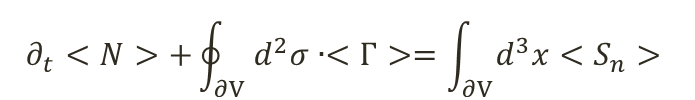 ∂ₜ < N > + ∮_∂V d²σ ·< Γ >= ∫_∂V d³x < Sₙ >